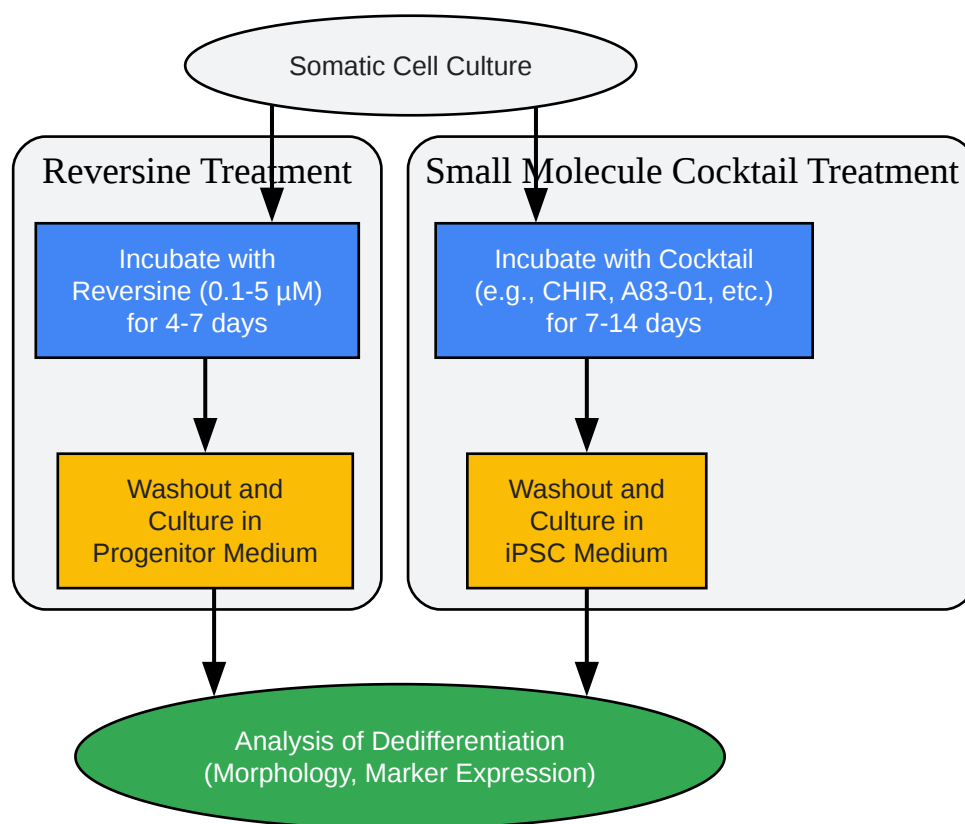 Somatic Cell Culture
Reversine Treatment
Small Molecule Cocktail Treatment
Incubate with
Reversine (0.1-5 µM)
for 4-7 days
Incubate with Cocktail
(e.g., CHIR, A83-01, etc.)
for 7-14 days
Washout and
Culture in
Progenitor Medium
Washout and
Culture in
iPSC Medium
Analysis of Dedifferentiation
(Morphology, Marker Expression)